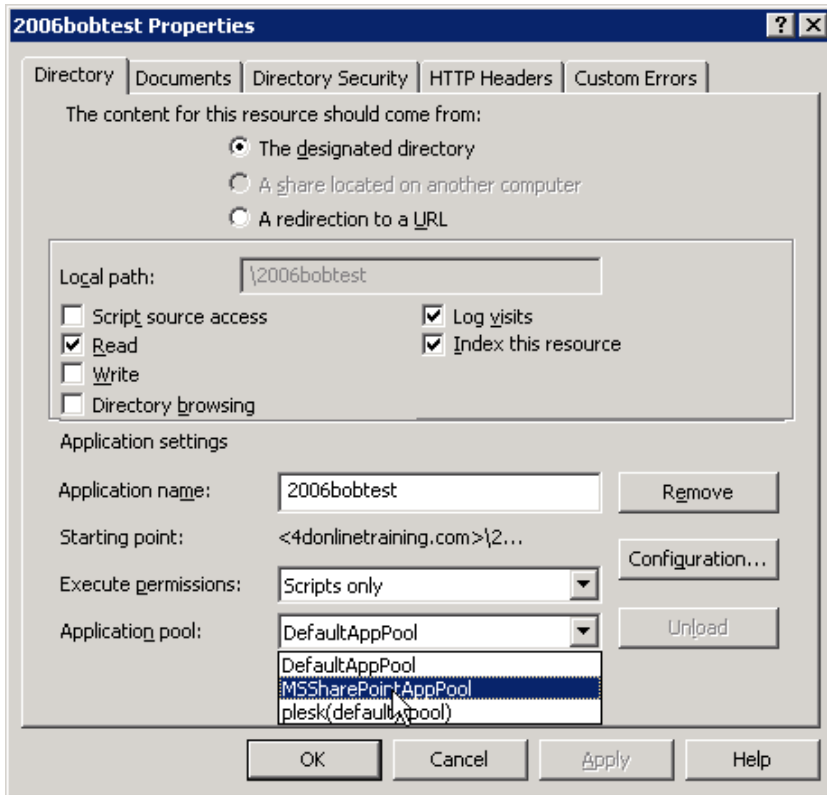 2006bobtest Properties
Directory Documents Directory Security HTTP Headers Custom Errors
The content for this resource should come from:
The designated directory
A share located on another computer
A redirection to a URL
Local path: \2006bobtest
Script source access Log visits
Read Index this resource
Write
Directory browsing
Application settings
Application name: 2006bobtest Remove
Starting point: <4donlinetraining.com>\2...
Configuration...
Execute permissions: Scripts only
Application pool: DefaultAppPool Unload
DefaultAppPool
MSSharePointAppPool
OK Cancel Apply Help